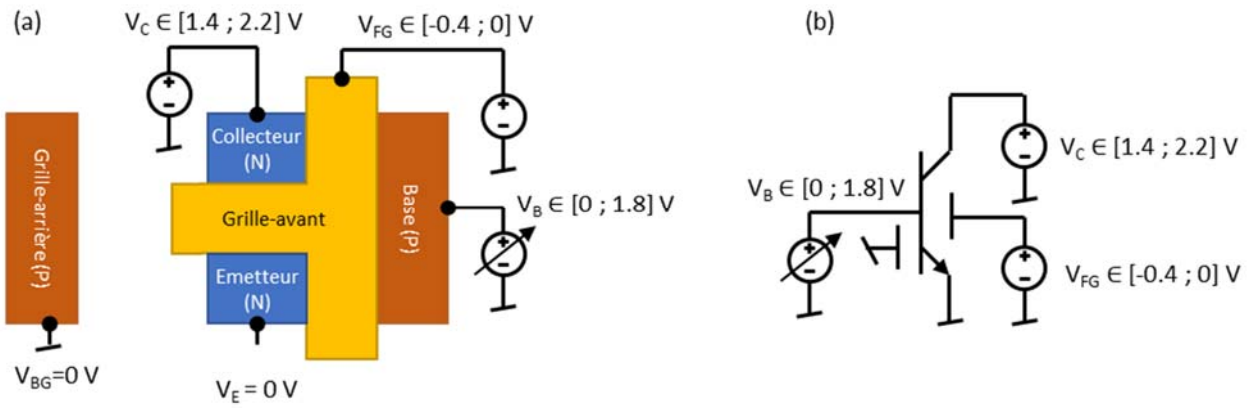 (a)
V_C ∈ [1.4 ; 2.2] V
V_FG ∈ [-0.4 ; 0] V
+
-
Collecteur
(N)
+
-
Grille-arrière (P)
Grille-avant
Base (P)
V_B ∈ [0 ; 1.8] V
+
-
Emetteur
(N)
V_BG=0 V
V_E = 0 V
(b)
+
-
V_C ∈ [1.4 ; 2.2] V
V_B ∈ [0 ; 1.8] V
+
-
+
-
V_FG ∈ [-0.4 ; 0] V